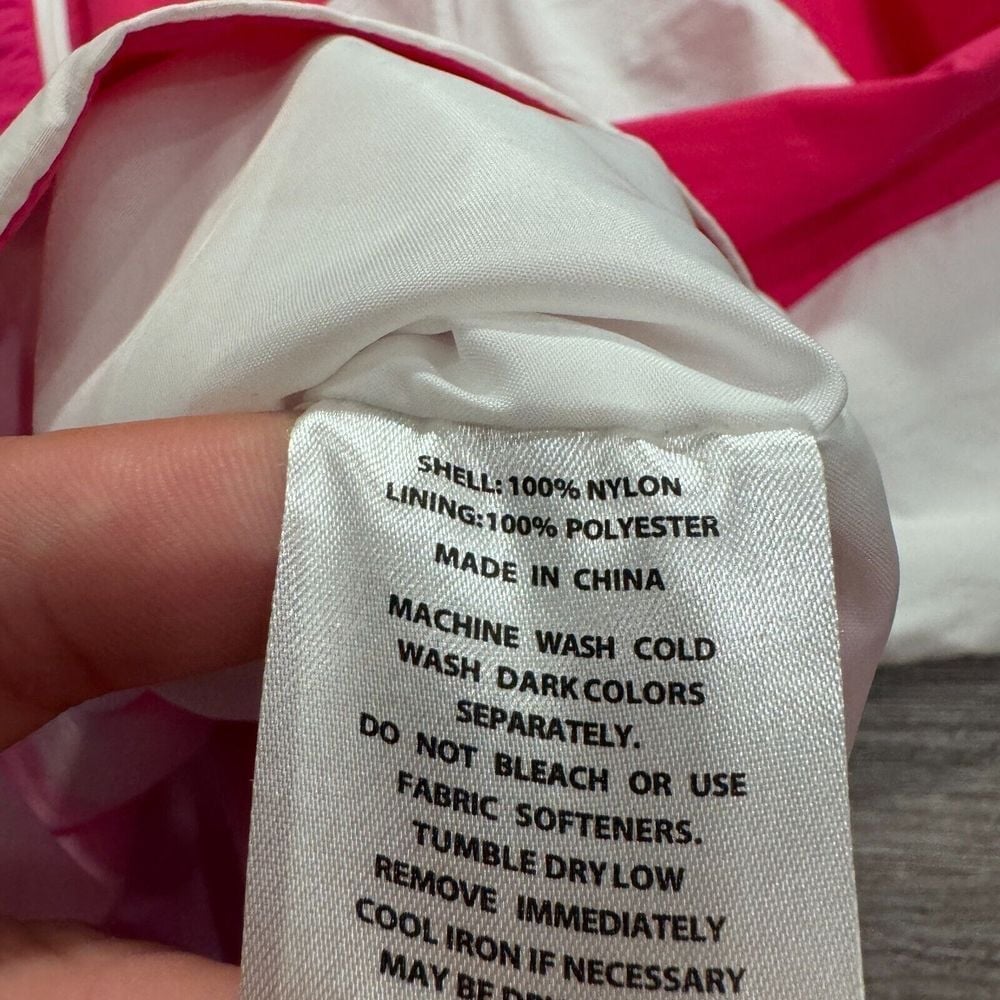 SHELL: 100% NYLON
LINING:100% POLYESTER
MADE IN CHINA
MACHINE WASH COLD
WASH DARK COLORS
SEPARATELY.
DO NOT BLEACH OR USE
FABRIC SOFTENERS.
TUMBLE DRY LOW
REMOVE IMMEDIATELY
COOL IRON IF NECESSARY
MAY BE